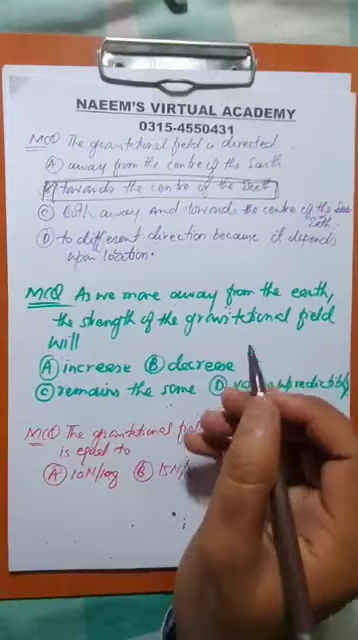 NAEEM'S VIRTUAL ACADEMY
0315-4550431
MCQ The gravitational field is directed
A away from the centre of the Earth
towards the centre of the Earth
C Both away and towards the centre of the
Earth.
D to different direction because it depends
upon location.
MCQ As we move away from the earth,
the strength of the gravitational field
will
A increase B decrease
C remains the same D
MCQ The gravitational
is equal to
A 10N/kg B 15N/